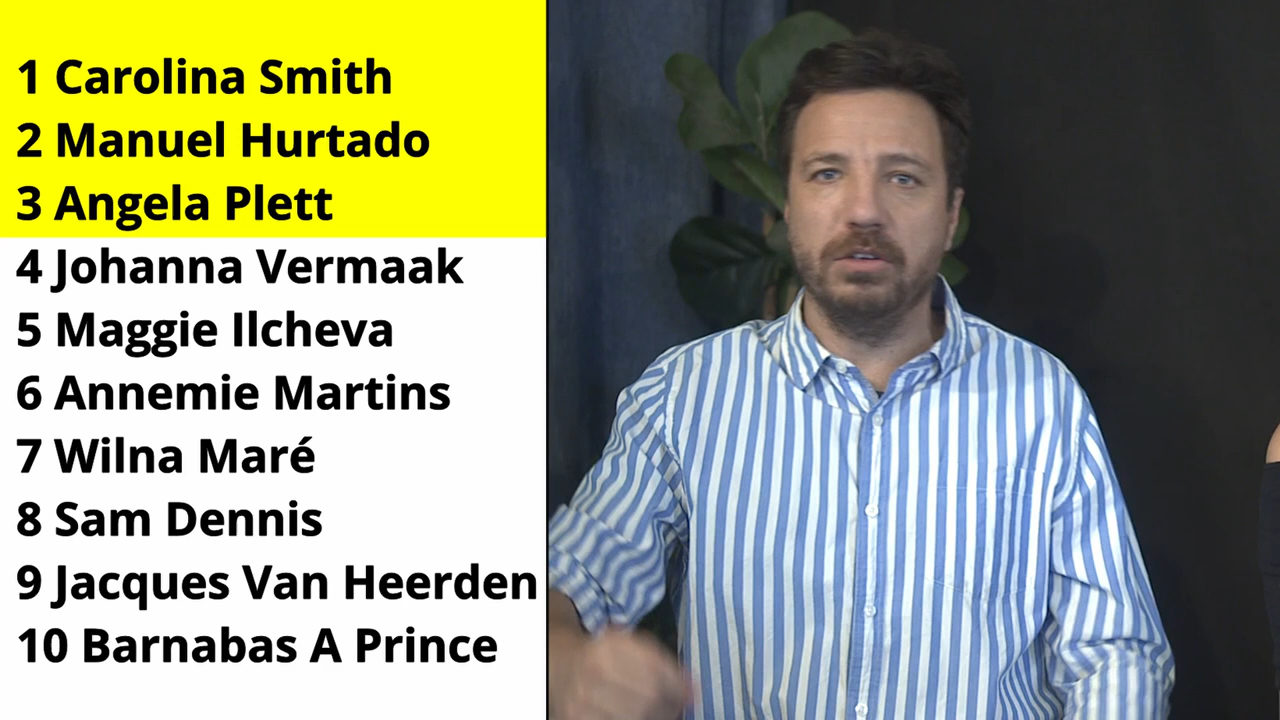 1 Carolina Smith
2 Manuel Hurtado
3 Angela Plett
4 Johanna Vermaak
5 Maggie Ilcheva
6 Annemie Martins
7 Wilna Maré
8 Sam Dennis
9 Jacques Van Heerden
10 Barnabas A Prince